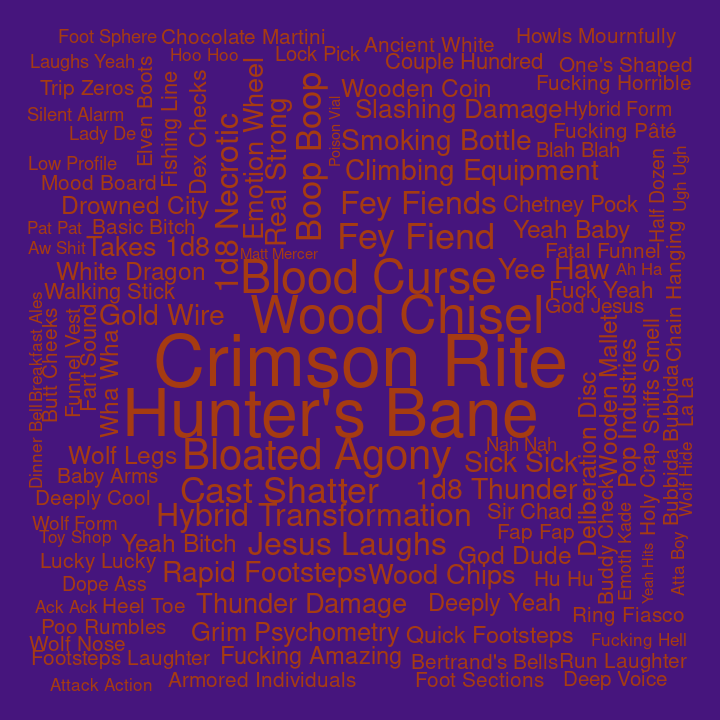 Foot Sphere
Chocolate Martini
Howls Mournfully
Laughs Yeah
Hoo Hoo
Lock Pick
Ancient White
Couple Hundred
One's Shaped
Trip Zeros
Elven Boots
Fishing Line
Dex Checks
Emotion Wheel
Boop Boop
Wooden Coin
Fucking Horrible
Silent Alarm
1d8 Necrotic
Real Strong
Poison Vial
Slashing Damage
Hybrid Form
Lady De
Smoking Bottle
Fucking Pâté
Blah Blah
Low Profile
Climbing Equipment
Half Dozen
Ugh Ugh
Mood Board
Drowned City
Fey Fiends
Chetney Pock
Pat Pat
Basic Bitch
Fey Fiend
Yeah Baby
Aw Shit
Takes 1d8
Matt Mercer
Fatal Funnel
Chain Hanging
White Dragon
Blood Curse
Yee Haw
Ah Ha
Walking Stick
Fuck Yeah
Breakfast Ales
Butt Cheeks
Funnel Vest
Fart Sound
Gold Wire
Wood Chisel
God Jesus
Wha Wha
Crimson Rite
Wooden Mallet
Pop Industries
Sniffs Smell
Bubbida Bubbida
La La
Hunter's Bane
Deliberation Disc
Dinner Bell
Wolf Legs
Bloated Agony
Nah Nah
Sick Sick
Holy Crap
Wolf Hide
Baby Arms
Cast Shatter
1d8 Thunder
Buddy Check
Emoth Kade
Deeply Cool
Wolf Form
Hybrid Transformation
Sir Chad
Toy Shop
Yeah Bitch
Jesus Laughs
Fap Fap
Yeah Hits
Atta Boy
Lucky Lucky
God Dude
Dope Ass
Rapid Footsteps
Wood Chips
Hu Hu
Ack Ack
Heel Toe
Thunder Damage
Deeply Yeah
Ring Fiasco
Poo Rumbles
Grim Psychometry
Quick Footsteps
Fucking Hell
Wolf Nose
Footsteps Laughter
Fucking Amazing
Bertrand's Bells
Run Laughter
Attack Action
Armored Individuals
Foot Sections
Deep Voice